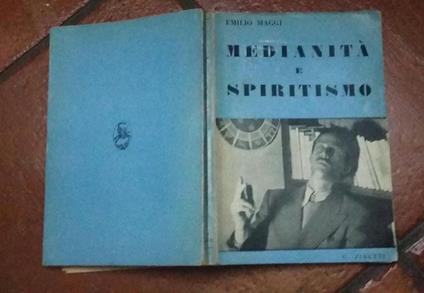 EMILIO MAGGI
MEDIANITÀ
E
SPIRITISMO